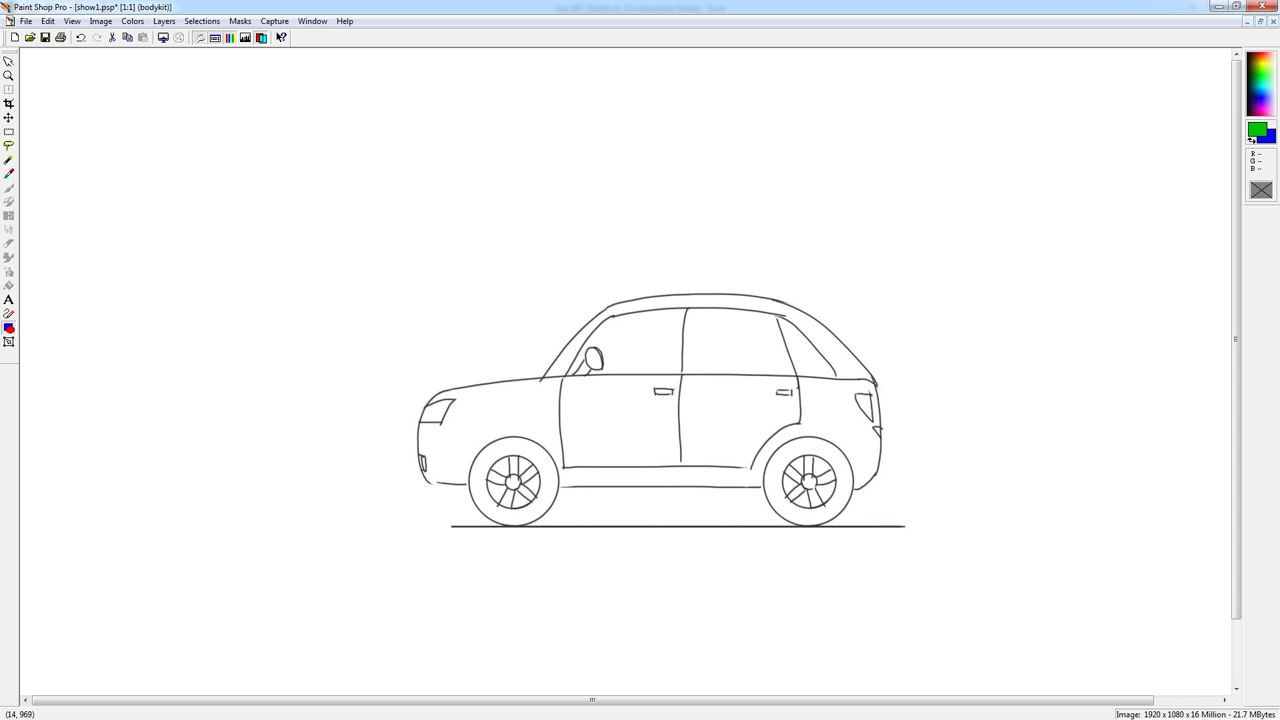 Paint Shop Pro - [show1.psp* [1:1] (bodykit)]
File Edit View Image Colors Layers Selections Masks Capture Window Help
R --
G --
B --
(14, 969)
Image: 1920 x 1080 x 16 Million - 21.7 MBytes